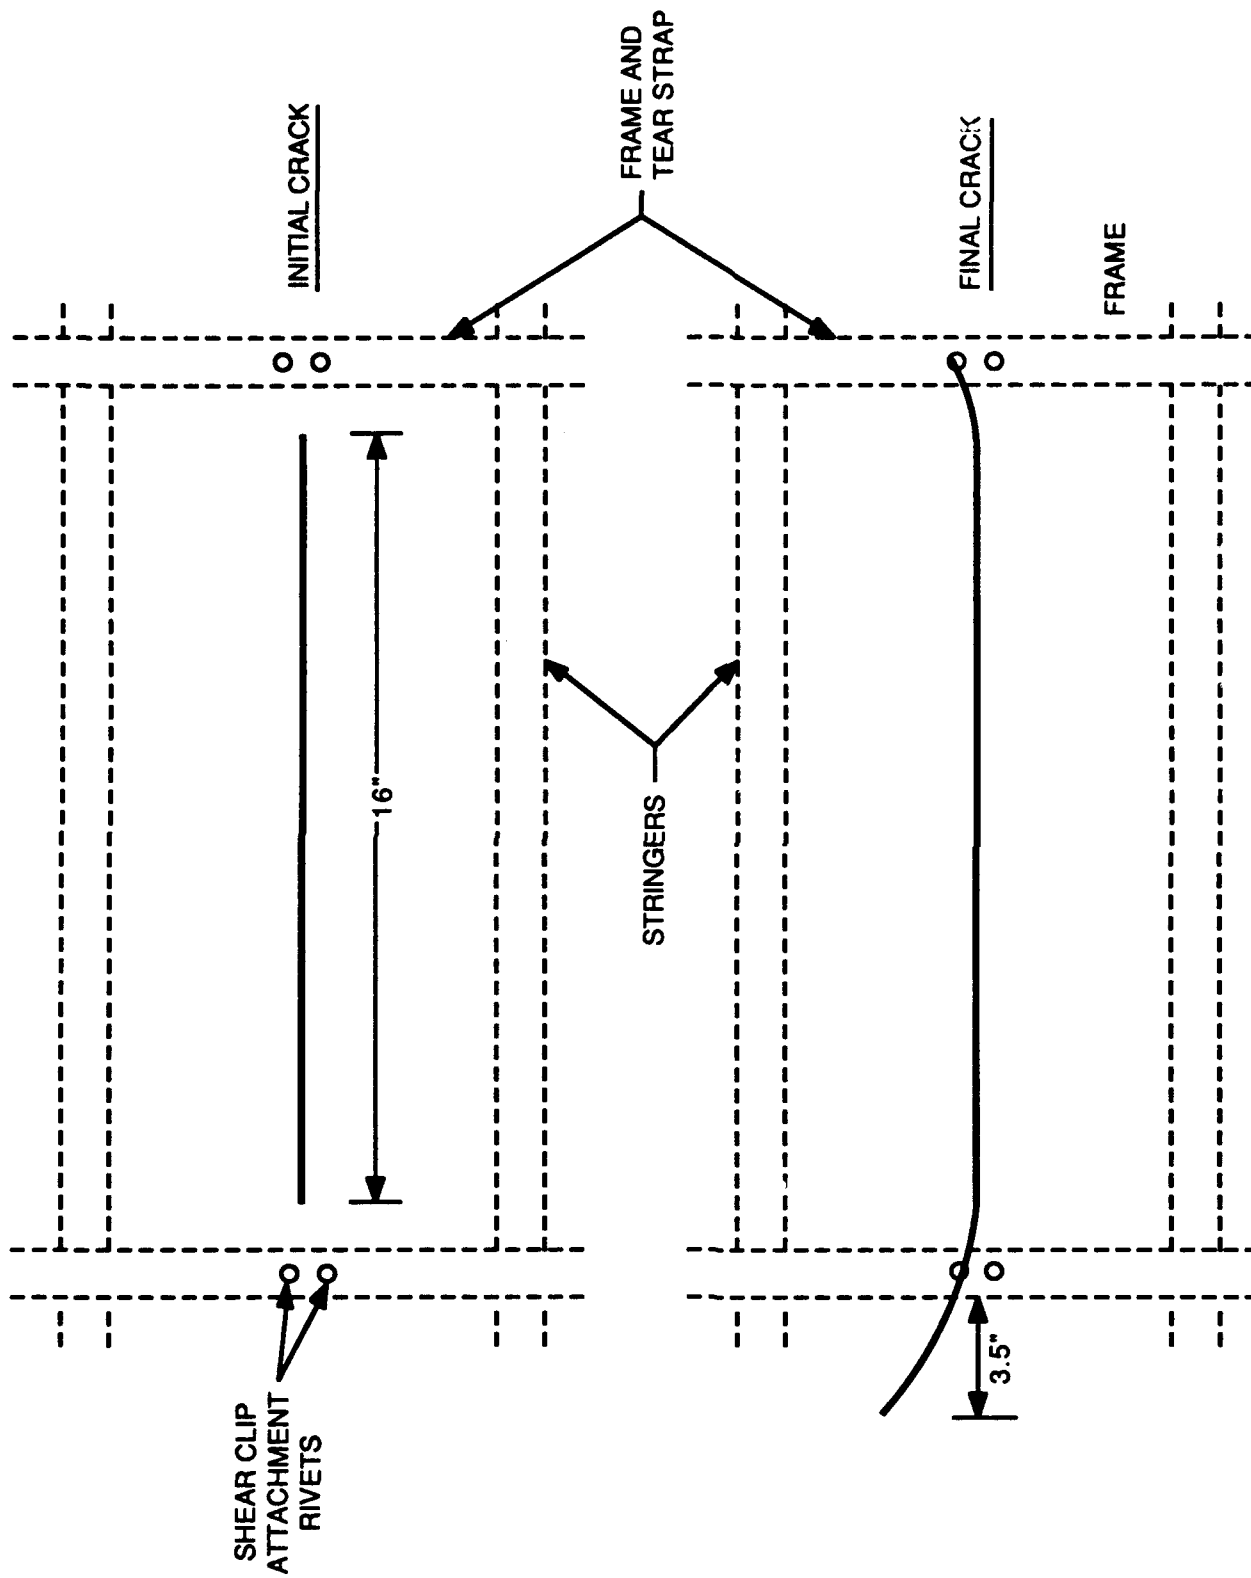 INITIAL CRACK
FRAME AND
TEAR STRAP
FINAL CRACK
FRAME
16"
STRINGERS
3.5"
SHEAR CLIP
ATTACHMENT
RIVETS